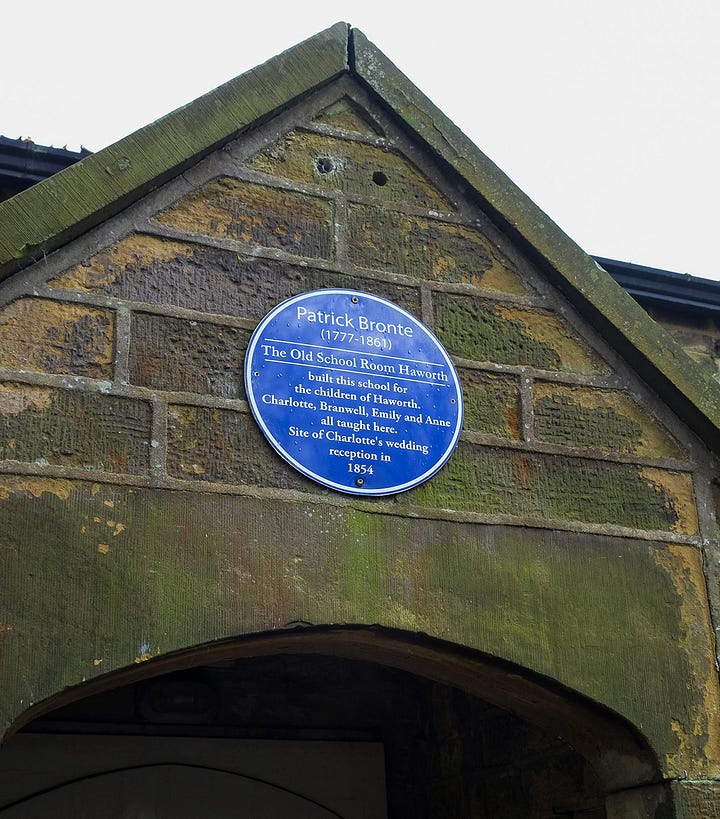 Patrick Bronte
(1777-1861)
The Old School Room Haworth
built this school for
the children of Haworth.
Charlotte, Branwell, Emily and Anne
all taught here.
Site of Charlotte's wedding
reception in
1854